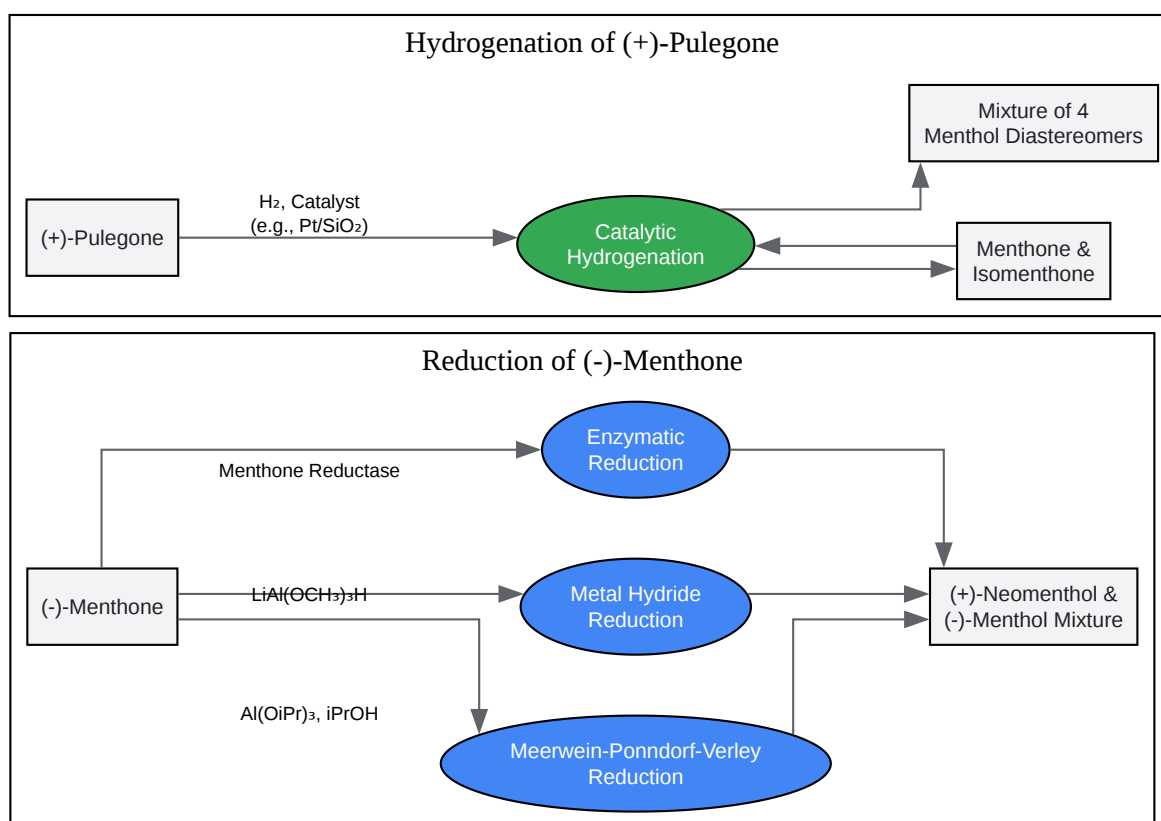 Hydrogenation of (+)-Pulegone
Mixture of 4
Menthol Diastereomers
H₂, Catalyst
(e.g., Pt/SiO₂)
(+)-Pulegone
Catalytic
Hydrogenation
Menthone &
Isomenthone
Reduction of (-)-Menthone
Enzymatic
Reduction
Menthone Reductase
(-)-Menthone
LiAl(OCH₃)₃H
Metal Hydride
Reduction
(+)-Neomenthol &
(-)-Menthol Mixture
Al(OiPr)₃, iPrOH
Meerwein-Ponndorf-Verley
Reduction